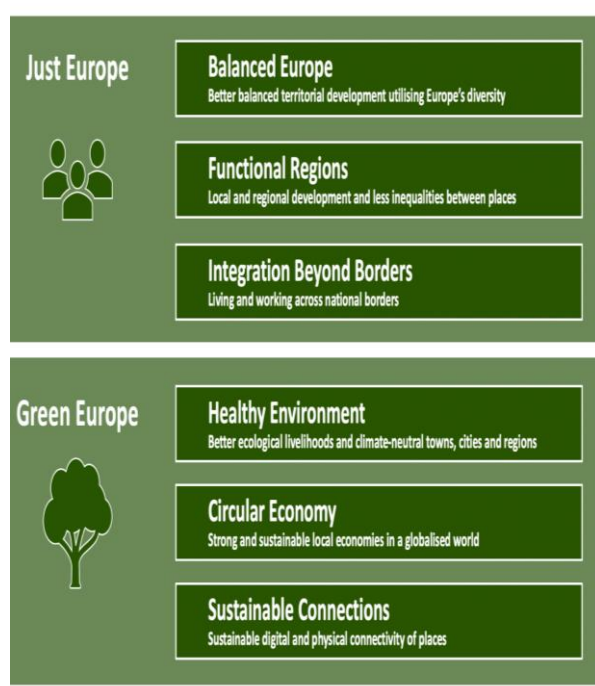 Just Europe
Balanced Europe
Better balanced territorial development utilising Europe's diversity
Functional Regions
Local and regional development and less inequalities between places
Integration Beyond Borders
Living and working across national borders
Green Europe
Healthy Environment
Better ecological livelihoods and climate-neutral towns, cities and regions
Circular Economy
Strong and sustainable local economies in a globalised world
Sustainable Connections
Sustainable digital and physical connectivity of places